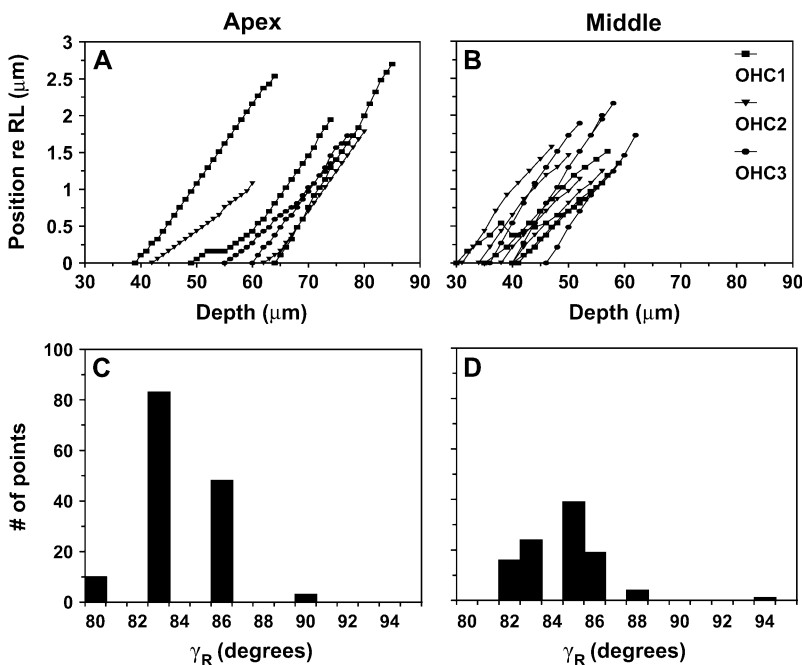 Apex
Middle
A
B
Position re RL (μm)
3
2.5
2
1.5
1
0.5
0
30 40 50 60 70 80 90
Depth (μm)
30 40 50 60 70 80 90
Depth (μm)
OHC1
OHC2
OHC3
C
D
# of points
100
80
60
40
20
0
80 82 84 86 88 90 92 94
γR (degrees)
80 82 84 86 88 90 92 94
γR (degrees)